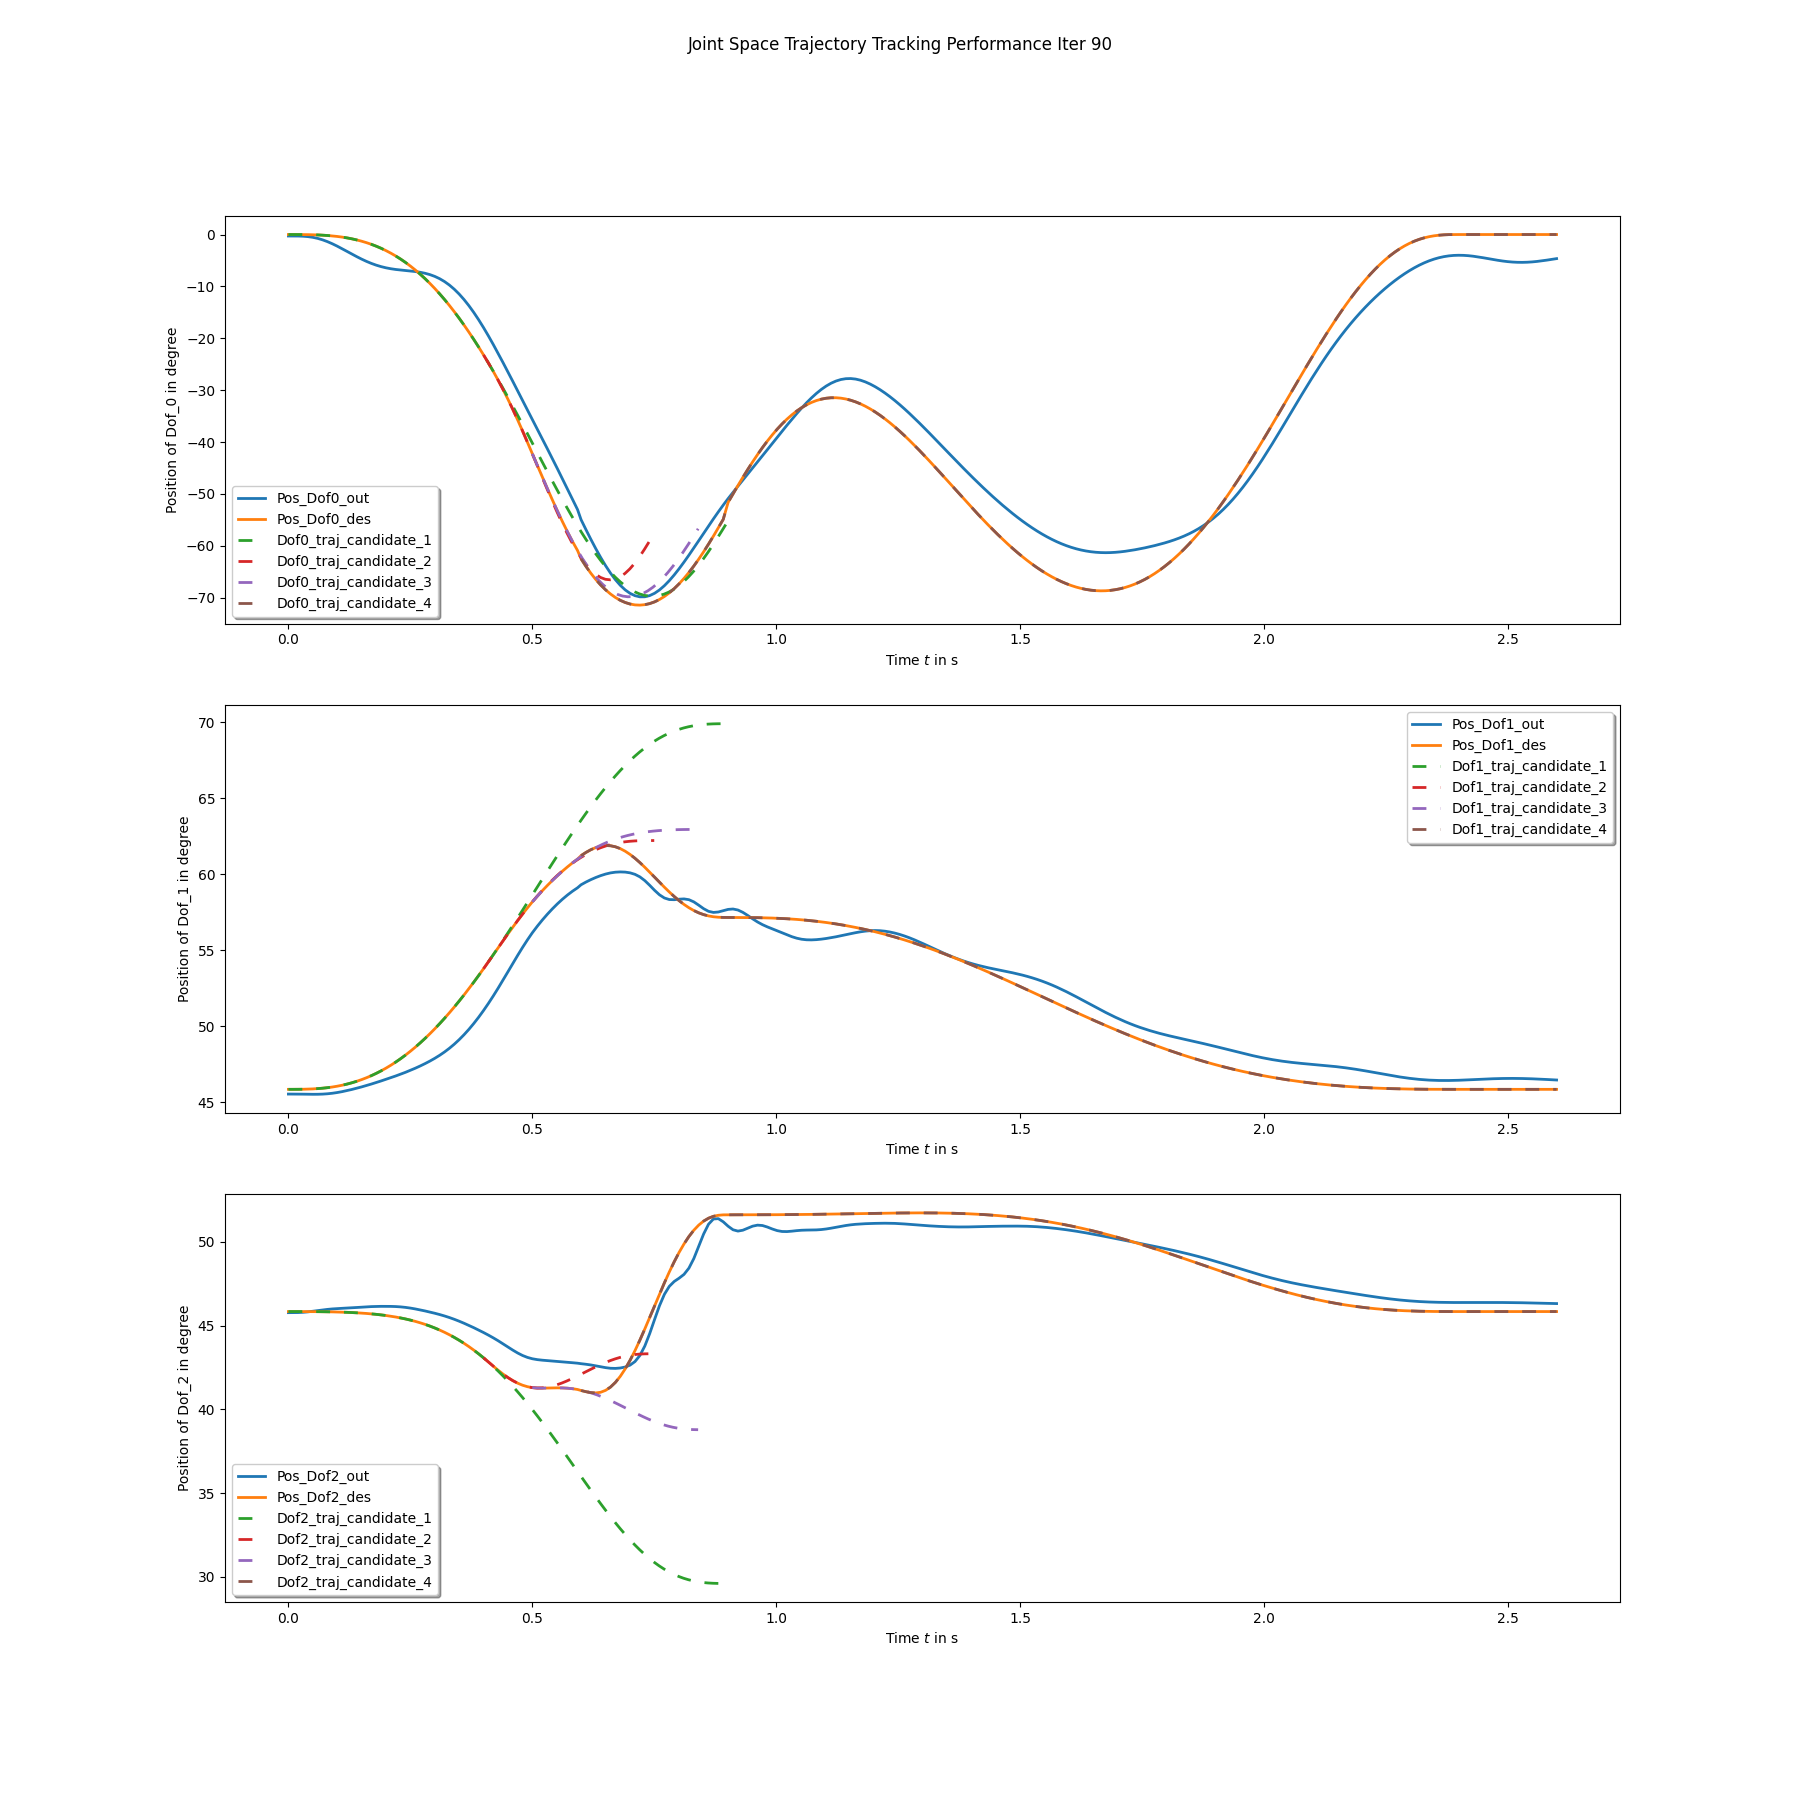 Joint Space Trajectory Tracking Performance Iter 90
Position of Dof_0 in degree
0
−10
−20
−30
−40
−50
−60
−70
Pos_Dof0_out
Pos_Dof0_des
Dof0_traj_candidate_1
Dof0_traj_candidate_2
Dof0_traj_candidate_3
Dof0_traj_candidate_4
0.0 0.5 1.0 1.5 2.0 2.5
Time t in s
Position of Dof_1 in degree
70
65
60
55
50
45
Pos_Dof1_out
Pos_Dof1_des
Dof1_traj_candidate_1
Dof1_traj_candidate_2
Dof1_traj_candidate_3
Dof1_traj_candidate_4
0.0 0.5 1.0 1.5 2.0 2.5
Time t in s
Position of Dof_2 in degree
50
45
40
35
30
Pos_Dof2_out
Pos_Dof2_des
Dof2_traj_candidate_1
Dof2_traj_candidate_2
Dof2_traj_candidate_3
Dof2_traj_candidate_4
0.0 0.5 1.0 1.5 2.0 2.5
Time t in s